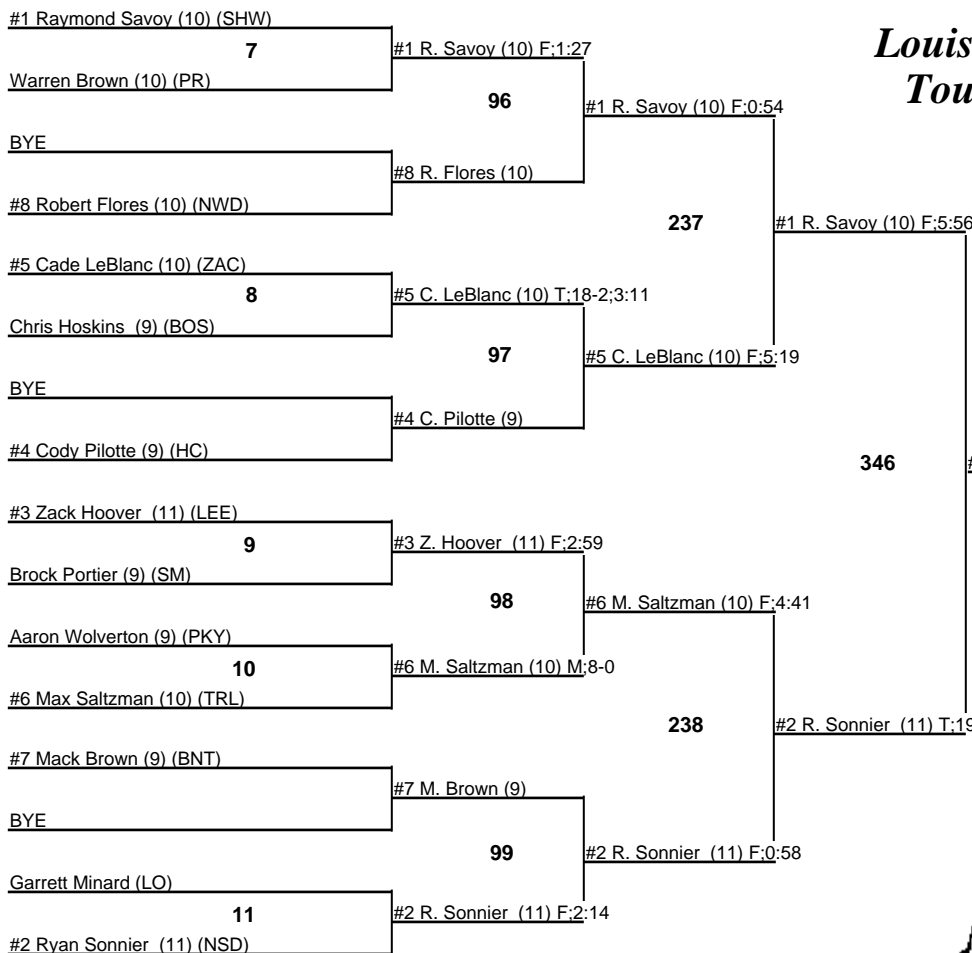 #1 Raymond Savoy (10) (SHW)
7
Warren Brown (10) (PR)
#1 R. Savoy (10) F;1:27
96
BYE
#8 R. Flores (10)
#8 Robert Flores (10) (NWD)
#1 R. Savoy (10) F;0:54
237
#5 Cade LeBlanc (10) (ZAC)
8
Chris Hoskins (9) (BOS)
#5 C. LeBlanc (10) T;18-2;3:11
97
BYE
#4 C. Pilotte (9)
#4 Cody Pilotte (9) (HC)
#5 C. LeBlanc (10) F;5:19
#1 R. Savoy (10) F;5:56
346
#
#3 Zack Hoover (11) (LEE)
9
Brock Portier (9) (SM)
#3 Z. Hoover (11) F;2:59
98
Aaron Wolverton (9) (PKY)
10
#6 Max Saltzman (10) (TRL)
#6 M. Saltzman (10) M;8-0
#6 M. Saltzman (10) F;4:41
238
#7 Mack Brown (9) (BNT)
#7 M. Brown (9)
BYE
99
Garrett Minard (LO)
11
#2 Ryan Sonnier (11) (NSD)
#2 R. Sonnier (11) F;2:14
#2 R. Sonnier (11) F;0:58
#2 R. Sonnier (11) T;19
Louis
Tou